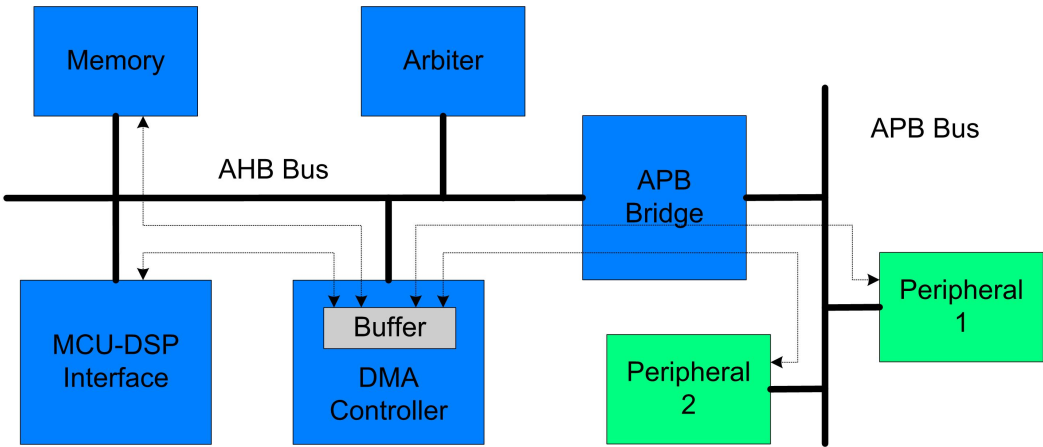 Memory
Arbiter
APB Bus
AHB Bus
APB
Bridge
Peripheral
1
Buffer
MCU-DSP
Interface
DMA
Controller
Peripheral
2